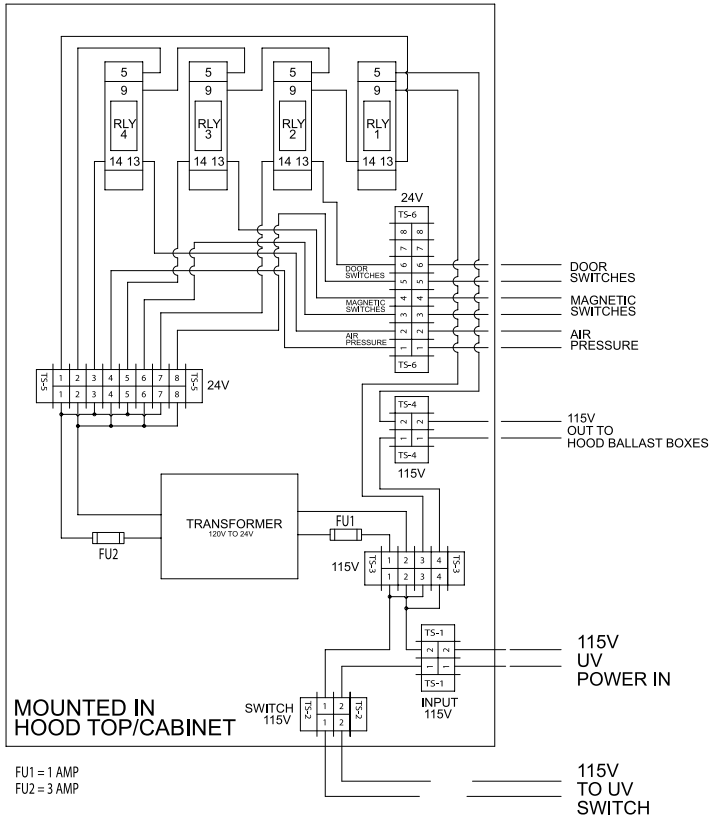 5
5
5
5
9
9
9
9
RLY
4
RLY
3
RLY
2
RLY
1
14 13
14 13
14 13
14 13
24V
TS-6
8 8
7 7
6 6
5 5
4 4
3 3
2 2
1 1
TS-6
DOOR
SWITCHES
MAGNETIC
SWITCHES
AIR
PRESSURE
DOOR
SWITCHES
MAGNETIC
SWITCHES
AIR
PRESSURE
TS-5
1 2 3 4 5 6 7 8
1 2 3 4 5 6 7 8
TS-5
24V
TS-4
2 2
1 1
TS-4
115V
115V
OUT TO
HOOD BALLAST BOXES
TRANSFORMER
120V TO 24V
FU2
FU1
115V
TS-3
1 2 3 4
1 2 3 4
TS-3
TS-1
2 2
1 1
TS-1
INPUT
115V
115V
UV
POWER IN
SWITCH
115V
TS-2
1 2
1 2
TS-2
MOUNTED IN
HOOD TOP/CABINET
FU1 = 1 AMP
FU2 = 3 AMP
115V
TO UV
SWITCH